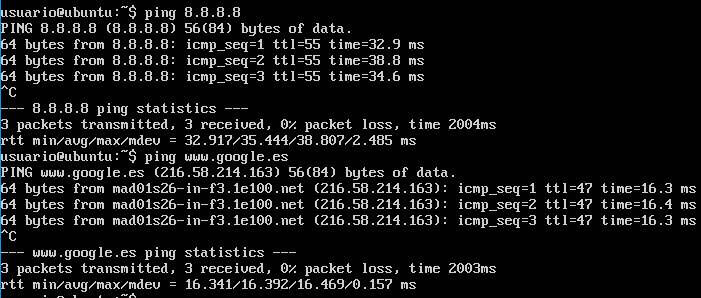 usuario@ubuntu:~$ ping 8.8.8.8
PING 8.8.8.8 (8.8.8.8) 56(84) bytes of data.
64 bytes from 8.8.8.8: icmp_seq=1 ttl=55 time=32.9 ms
64 bytes from 8.8.8.8: icmp_seq=2 ttl=55 time=38.8 ms
64 bytes from 8.8.8.8: icmp_seq=3 ttl=55 time=34.6 ms
^C
--- 8.8.8.8 ping statistics ---
3 packets transmitted, 3 received, 0% packet loss, time 2004ms
rtt min/avg/max/mdev = 32.917/35.444/38.807/2.485 ms
usuario@ubuntu:~$ ping www.google.es
PING www.google.es (216.58.214.163) 56(84) bytes of data.
64 bytes from mad01s26-in-f3.1e100.net (216.58.214.163): icmp_seq=1 ttl=47 time=16.3 ms
64 bytes from mad01s26-in-f3.1e100.net (216.58.214.163): icmp_seq=2 ttl=47 time=16.4 ms
64 bytes from mad01s26-in-f3.1e100.net (216.58.214.163): icmp_seq=3 ttl=47 time=16.3 ms
^C
--- www.google.es ping statistics ---
3 packets transmitted, 3 received, 0% packet loss, time 2003ms
rtt min/avg/max/mdev = 16.341/16.392/16.469/0.157 ms
usuario@ubuntu:~$